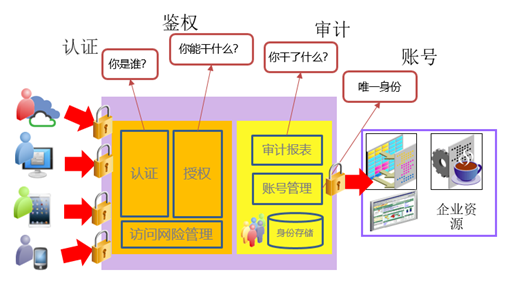 认证
鉴权
审计
账号
你是谁?
你能干什么?
你干了什么?
唯一身份
认证
授权
访问网险管理
审计报表
账号管理
身份存储
企业资
源